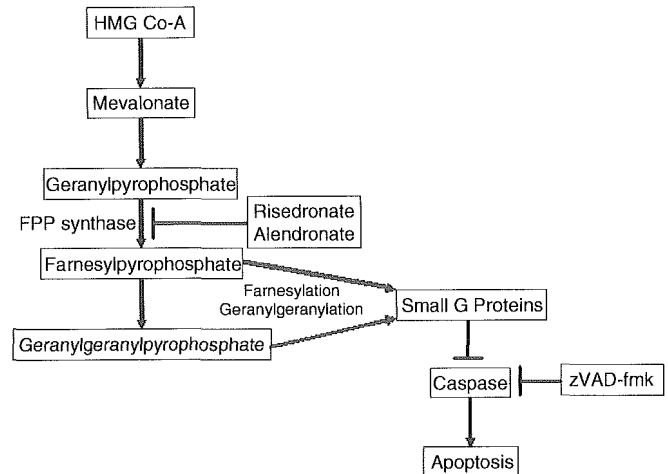 HMG Co-A
Mevalonate
Geranylpyrophosphate
FPP synthase
Risedronate
Alendronate
Farnesylpyrophosphate
Farnesylation
Geranylgeranylation
Small G Proteins
Geranylgeranylpyrophosphate
Caspase
zVAD-fmk
Apoptosis